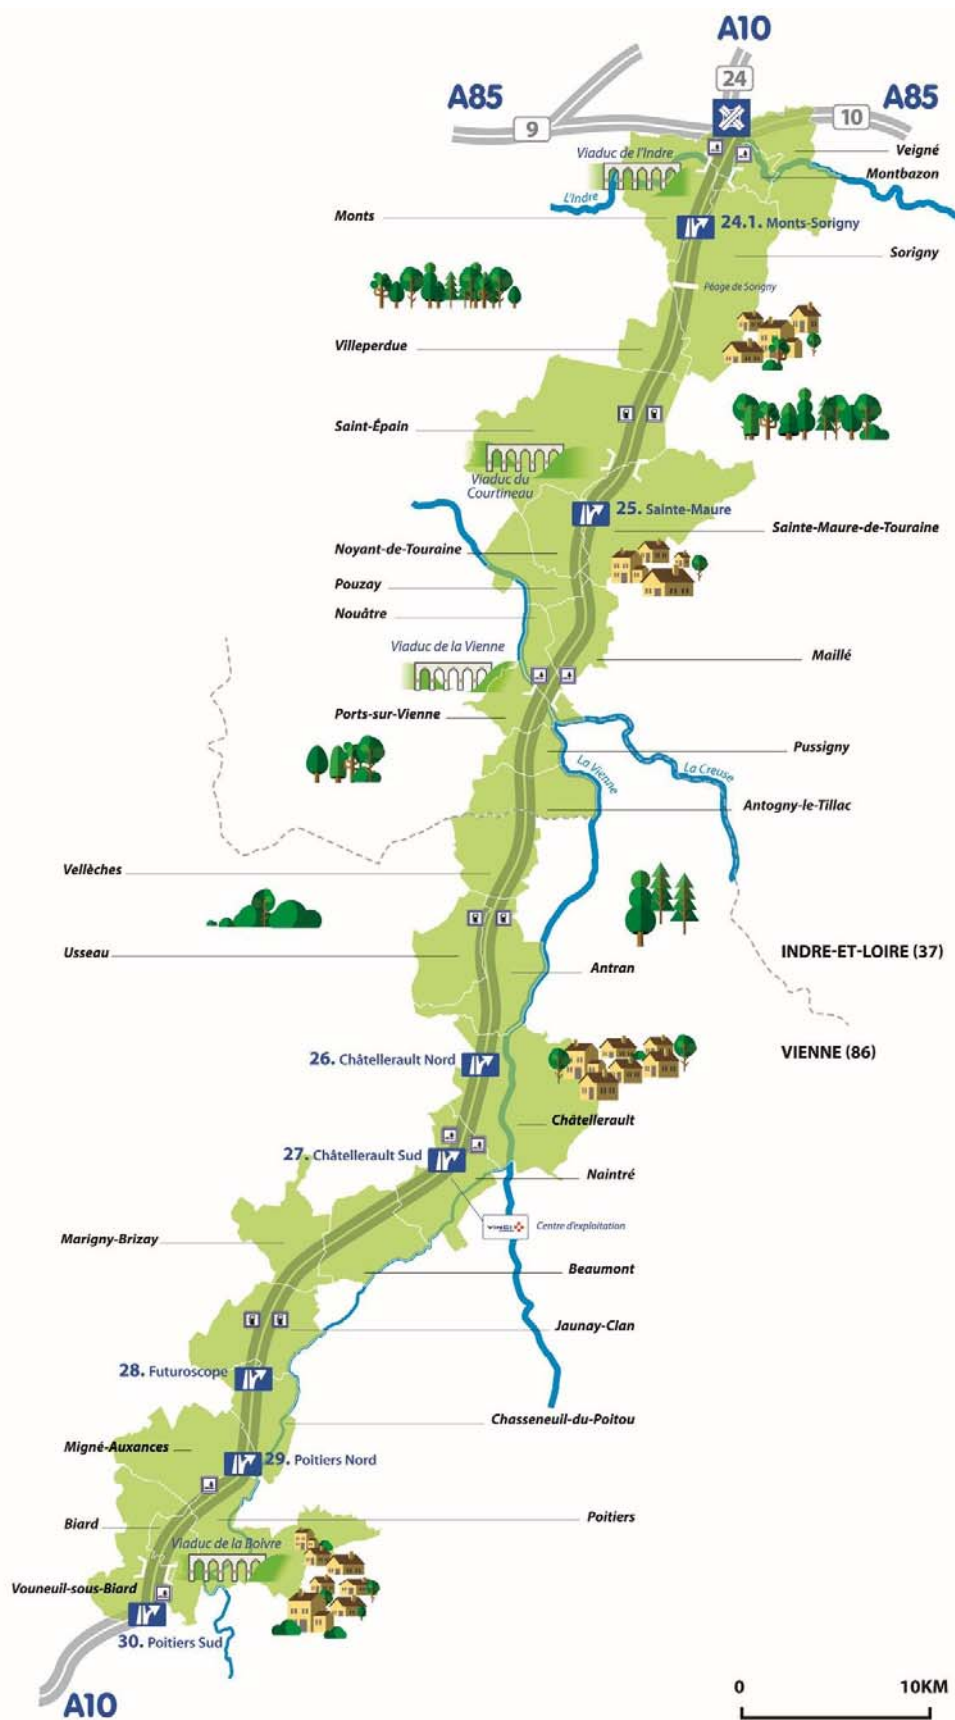 A10
24
A85
A85
9
10
Veigné
Viaduc de l'Indre
Montbazon
L'Indre
Monts
24.1. Monts-Sorigny
Sorigny
Péage de Sorigny
Villeperdue
Saint-Épain
Viaduc du
Courtineau
25. Sainte-Maure
Sainte-Maure-de-Touraine
Noyant-de-Touraine
Pouzay
Nouâtre
Viaduc de la Vienne
Maillé
Ports-sur-Vienne
Pussigny
La Vienne
La Creuse
Antogny-le-Tillac
Vellèches
Usseau
INDRE-ET-LOIRE (37)
Antran
26. Châtellerault Nord
VIENNE (86)
Châtellerault
27. Châtellerault Sud
Naintré
VINCI
Centre d'exploitation
Marigny-Brizay
Beaumont
Jaunay-Clan
28. Futuroscope
Chasseneuil-du-Poitou
Migné-Auxances
29. Poitiers Nord
Poitiers
Biard
Viaduc de la Boivre
Vouneuil-sous-Biard
30. Poitiers Sud
0
10KM
A10